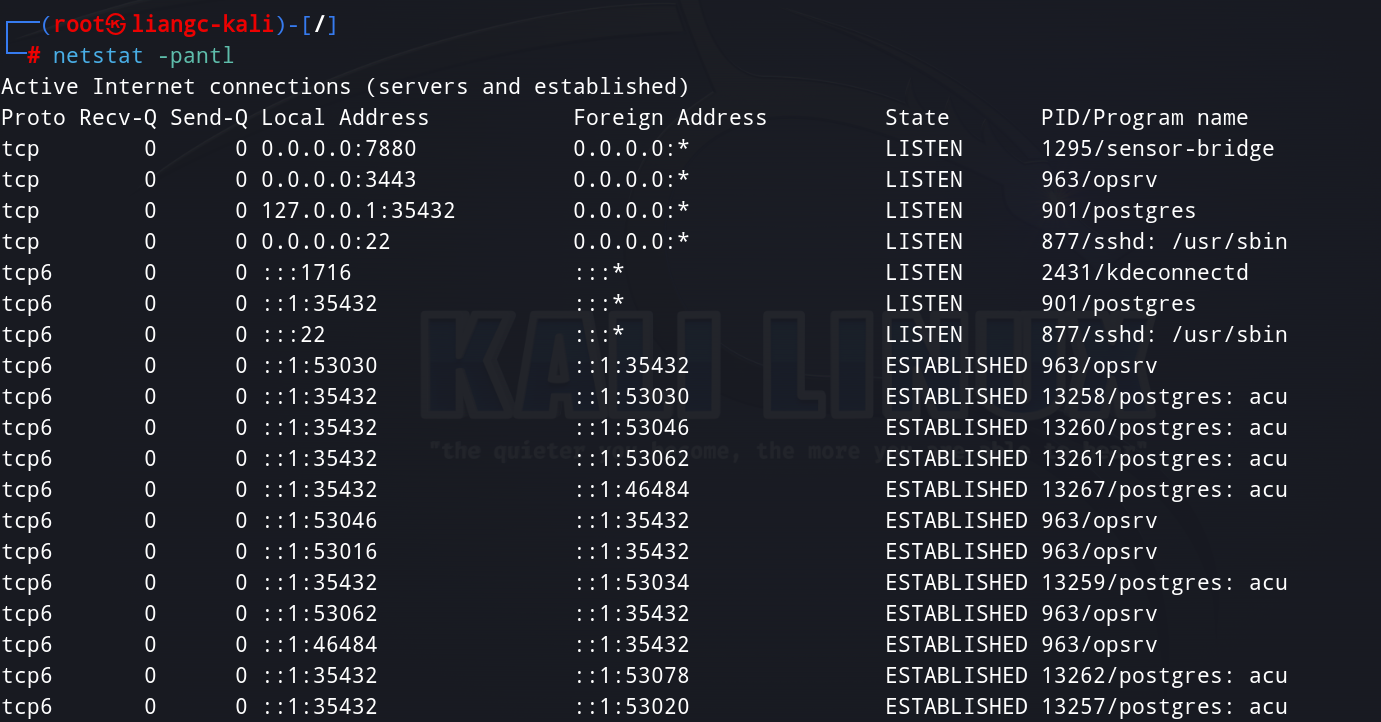 ┌──(root㉿liangc-kali)-[/]
└─# netstat -pantl
Active Internet connections (servers and established)
Proto Recv-Q Send-Q Local Address           Foreign Address         State       PID/Program name
tcp        0      0 0.0.0.0:7880            0.0.0.0:*               LISTEN      1295/sensor-bridge
tcp        0      0 0.0.0.0:3443            0.0.0.0:*               LISTEN      963/opsrv
tcp        0      0 127.0.0.1:35432         0.0.0.0:*               LISTEN      901/postgres
tcp        0      0 0.0.0.0:22              0.0.0.0:*               LISTEN      877/sshd: /usr/sbin
tcp6       0      0 :::1716                 :::*                    LISTEN      2431/kdeconnectd
tcp6       0      0 ::1:35432               :::*                    LISTEN      901/postgres
tcp6       0      0 :::22                   :::*                    LISTEN      877/sshd: /usr/sbin
KALI LINUX
tcp6       0      0 ::1:53030               ::1:35432               ESTABLISHED 963/opsrv
tcp6       0      0 ::1:35432               ::1:53030               ESTABLISHED 13258/postgres: acu
tcp6       0      0 ::1:35432               ::1:53046               ESTABLISHED 13260/postgres: acu
"the quieter you become, the more you are able to hear"
tcp6       0      0 ::1:35432               ::1:53062               ESTABLISHED 13261/postgres: acu
tcp6       0      0 ::1:35432               ::1:46484               ESTABLISHED 13267/postgres: acu
tcp6       0      0 ::1:53046               ::1:35432               ESTABLISHED 963/opsrv
tcp6       0      0 ::1:53016               ::1:35432               ESTABLISHED 963/opsrv
tcp6       0      0 ::1:35432               ::1:53034               ESTABLISHED 13259/postgres: acu
tcp6       0      0 ::1:53062               ::1:35432               ESTABLISHED 963/opsrv
tcp6       0      0 ::1:46484               ::1:35432               ESTABLISHED 963/opsrv
tcp6       0      0 ::1:35432               ::1:53078               ESTABLISHED 13262/postgres: acu
tcp6       0      0 ::1:35432               ::1:53020               ESTABLISHED 13257/postgres: acu